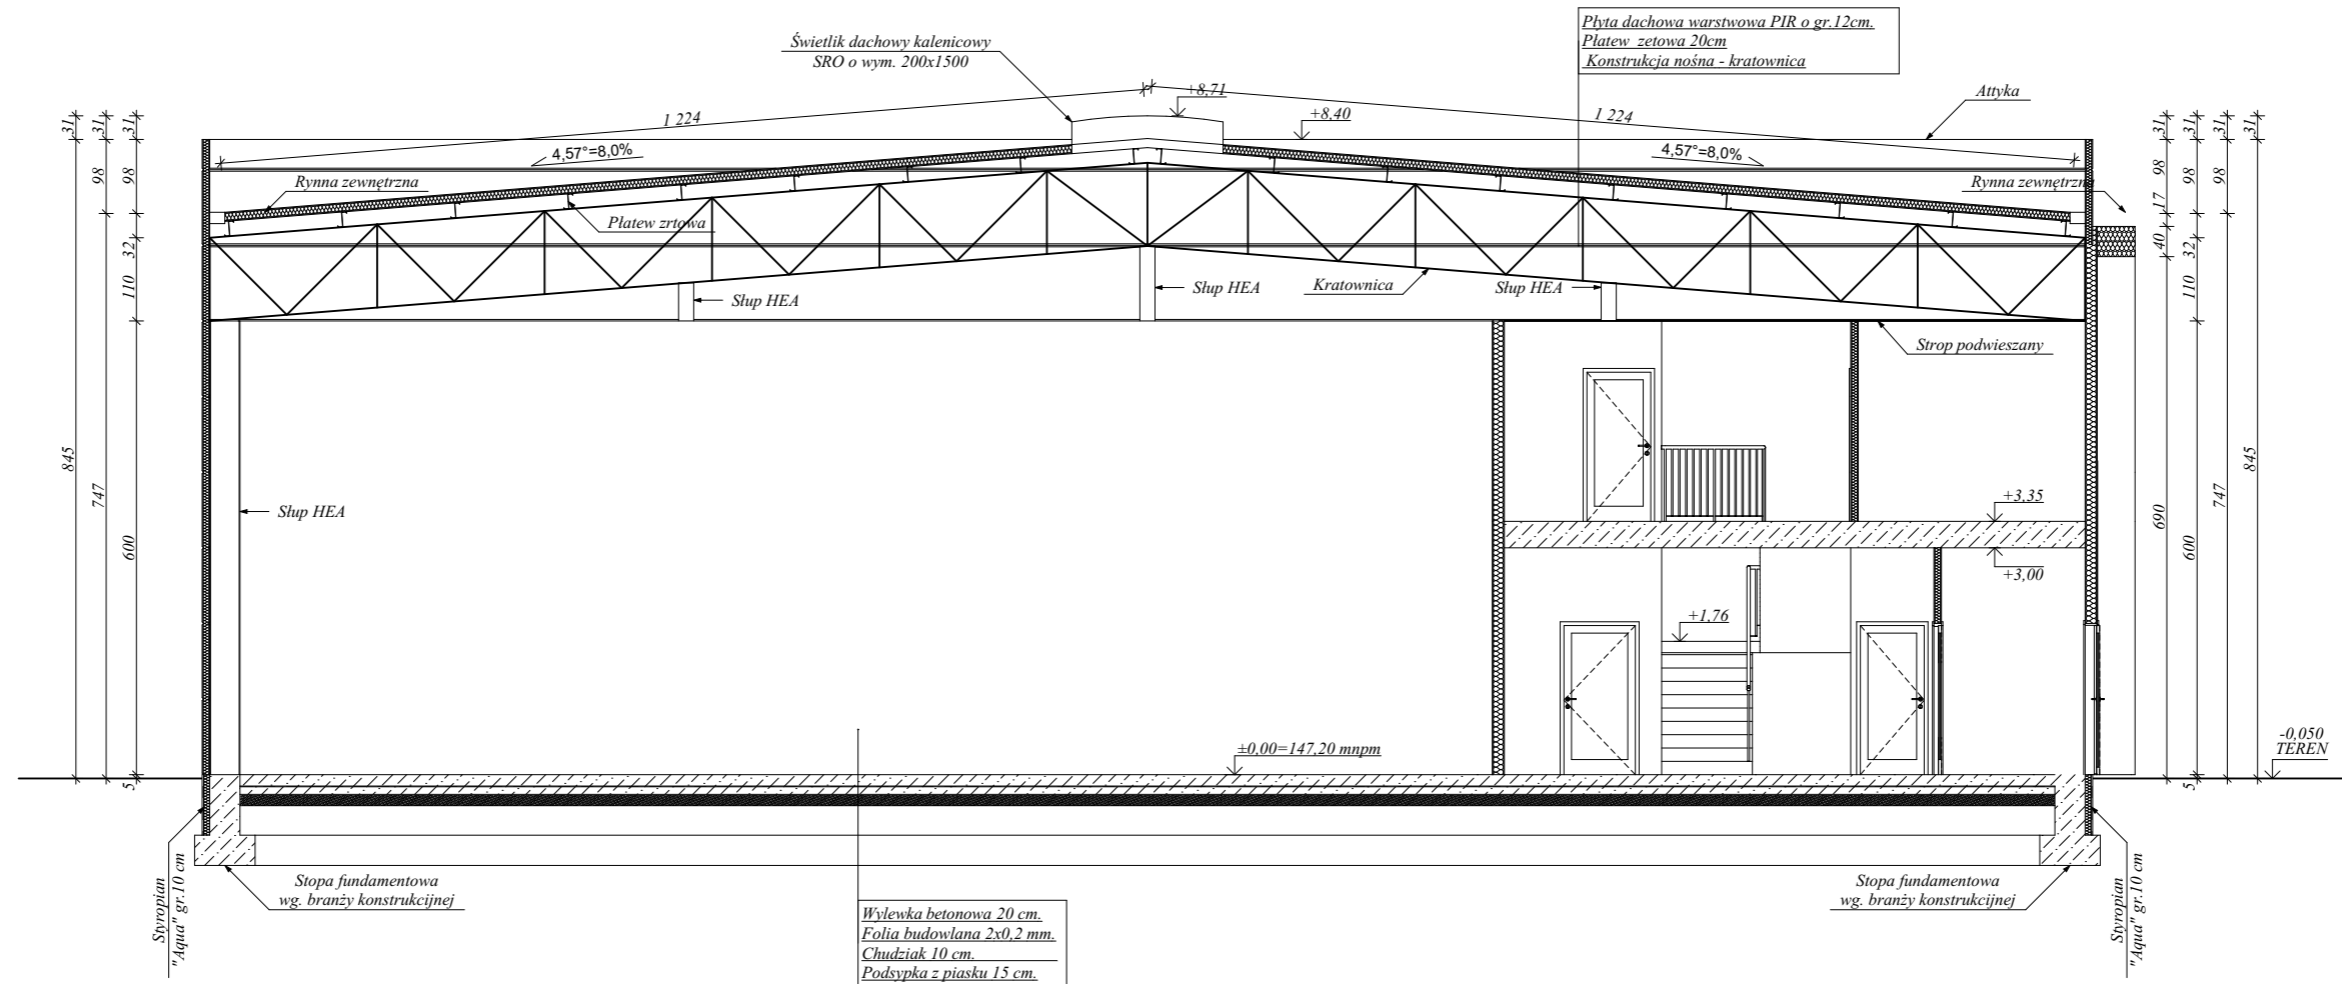 Płyta dachowa warstwowa PIR o gr.12cm.
Płatew zetowa 20cm
Konstrukcja nośna - kratownica
Świetlik dachowy kalenicowy
SRO o wym. 200x1500
+8,71
+8,40
Attyka
1 224
1 224
4,57°=8,0%
4,57°=8,0%
Rynna zewnętrzna
Rynna zewnętrzna
Płatew zrtowa
Słup HEA
Słup HEA
Słup HEA
Kratownica
Strop podwieszany
Słup HEA
31
31
31
98
98
32
110
845
747
600
5
31
31
31
31
98
98
98
17
40
32
110
690
600
747
845
5
+3,35
+3,00
+1,76
±0,00=147,20 mnpm
-0,050
TEREN
Stopa fundamentowa
wg. branży konstrukcijnej
Stopa fundamentowa
wg. branży konstrukcijnej
Styropian
"Aqua" gr.10 cm
Styropian
"Aqua" gr.10 cm
Wylewka betonowa 20 cm.
Folia budowlana 2x0,2 mm.
Chudziak 10 cm.
Podsypka z piasku 15 cm.